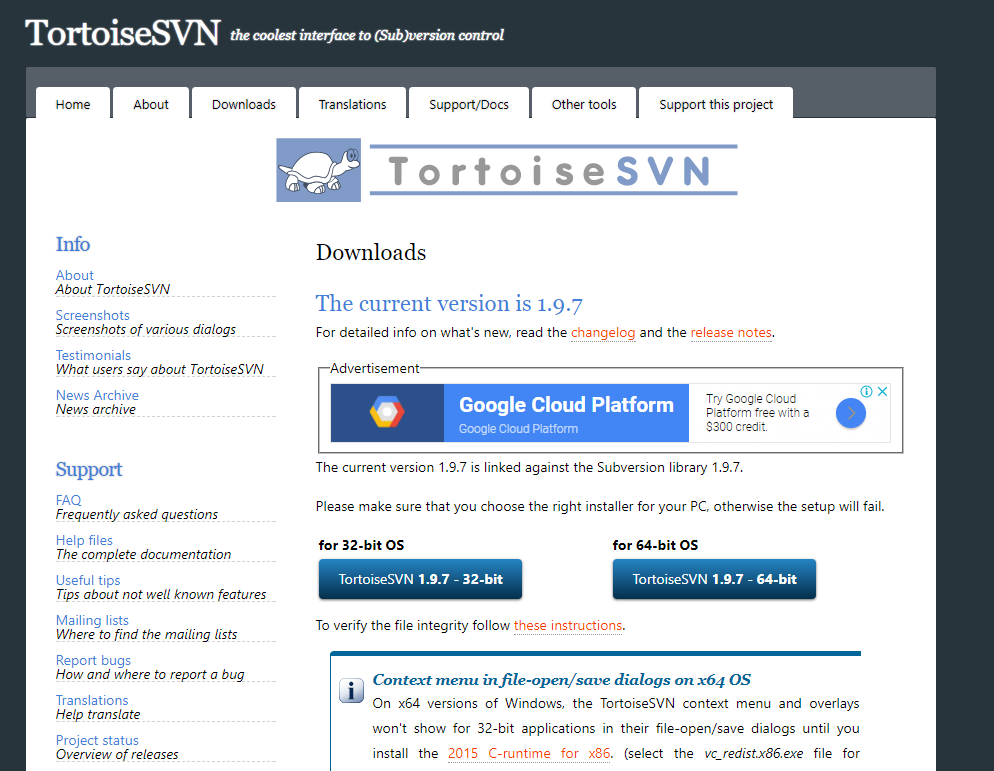 TortoiseSVN the coolest interface to (Sub)version control
Home About Downloads Translations Support/Docs Other tools Support this project
TortoiseSVN
Info
About
About TortoiseSVN
Screenshots
Screenshots of various dialogs
Testimonials
What users say about TortoiseSVN
News Archive
News archive
Support
FAQ
Frequently asked questions
Help files
The complete documentation
Useful tips
Tips about not well known features
Mailing lists
Where to find the mailing lists
Report bugs
How and where to report a bug
Translations
Help translate
Project status
Overview of releases
Downloads
The current version is 1.9.7
For detailed info on what's new, read the changelog and the release notes.
Advertisement
Google Cloud Platform
Google Cloud Platform
Try Google Cloud
Platform free with a
$300 credit.
The current version 1.9.7 is linked against the Subversion library 1.9.7.
Please make sure that you choose the right installer for your PC, otherwise the setup will fail.
for 32-bit OS
TortoiseSVN 1.9.7 - 32-bit
for 64-bit OS
TortoiseSVN 1.9.7 - 64-bit
To verify the file integrity follow these instructions.
Context menu in file-open/save dialogs on x64 OS
On x64 versions of Windows, the TortoiseSVN context menu and overlays
won't show for 32-bit applications in their file-open/save dialogs until you
install the 2015 C-runtime for x86. (select the vc_redist.x86.exe file for